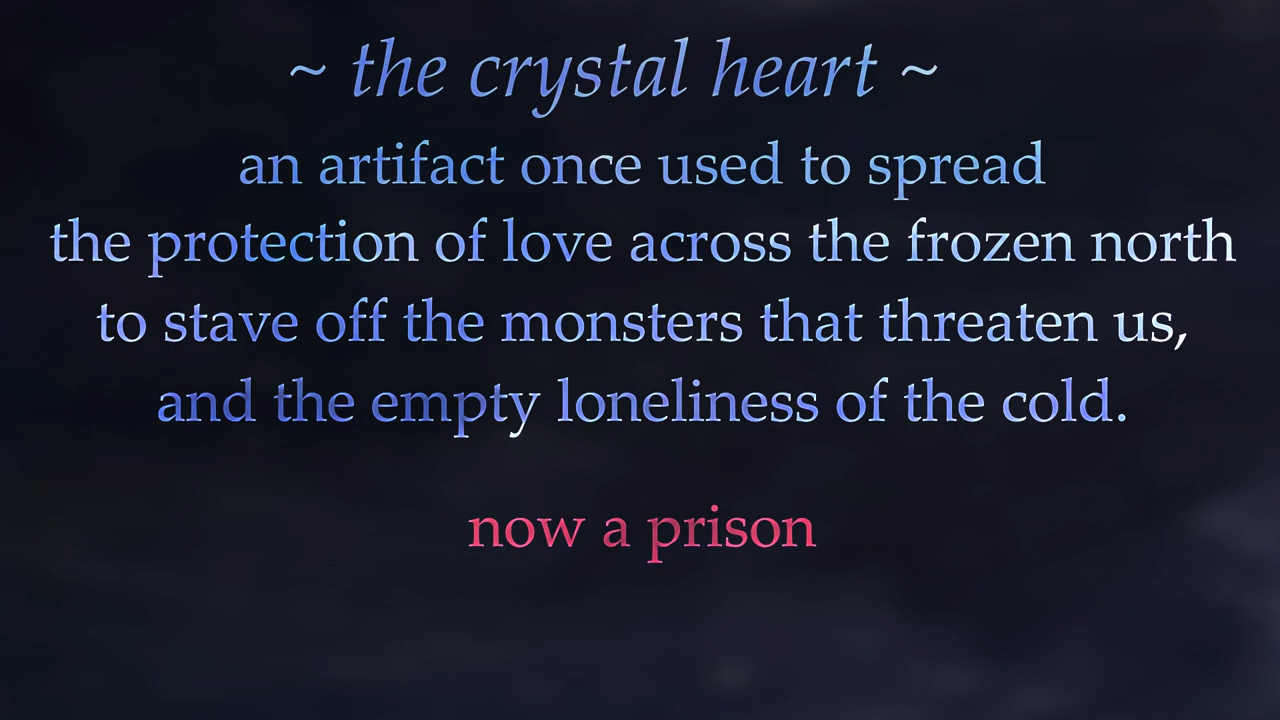 ~ the crystal heart ~
an artifact once used to spread
the protection of love across the frozen north
to stave off the monsters that threaten us,
and the empty loneliness of the cold.
now a prison